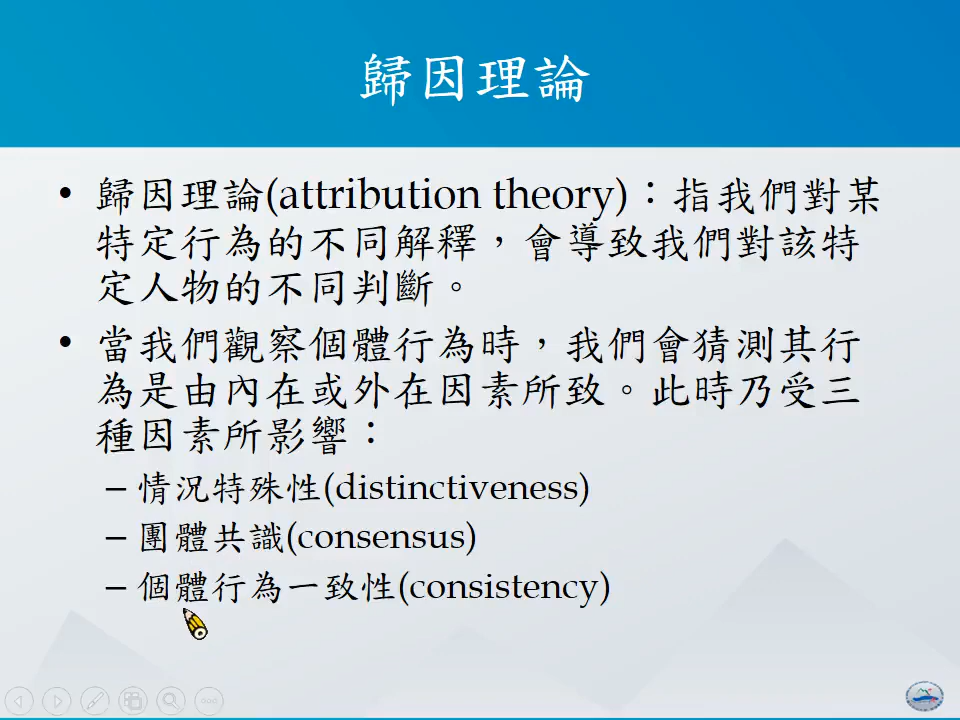 歸因理論
• 歸因理論(attribution theory)：指我們對某
特定行為的不同解釋，會導致我們對該特
定人物的不同判斷。
• 當我們觀察個體行為時，我們會猜測其行
為是由內在或外在因素所致。此時乃受三
種因素所影響：
– 情況特殊性(distinctiveness)
– 團體共識(consensus)
– 個體行為一致性(consistency)